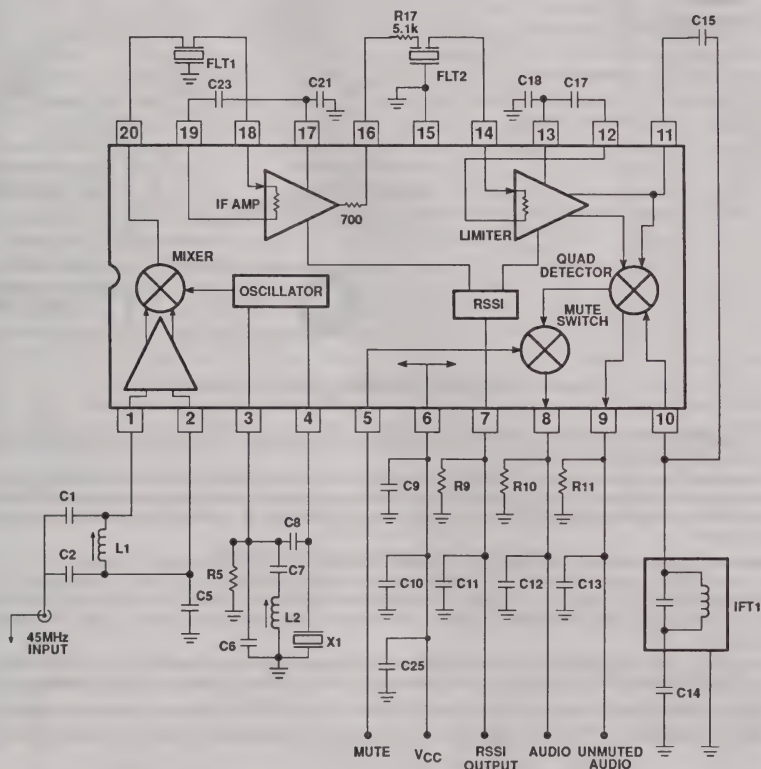 R17
5.1k
C15
FLT1
FLT2
C23
C21
C18
C17
20
19
18
17
16
15
14
13
12
11
IF AMP
700
LIMITER
MIXER
OSCILLATOR
RSSI
QUAD
DETECTOR
MUTE
SWITCH
1
2
3
4
5
6
7
8
9
10
C1
L1
C2
C5
45MHz
INPUT
R5
C6
C8
C7
L2
X1
C9
R9
R10
R11
C10
C11
C12
C13
C25
IFT1
C14
MUTE
VCC
RSSI
OUTPUT
AUDIO
UNMUTED
AUDIO